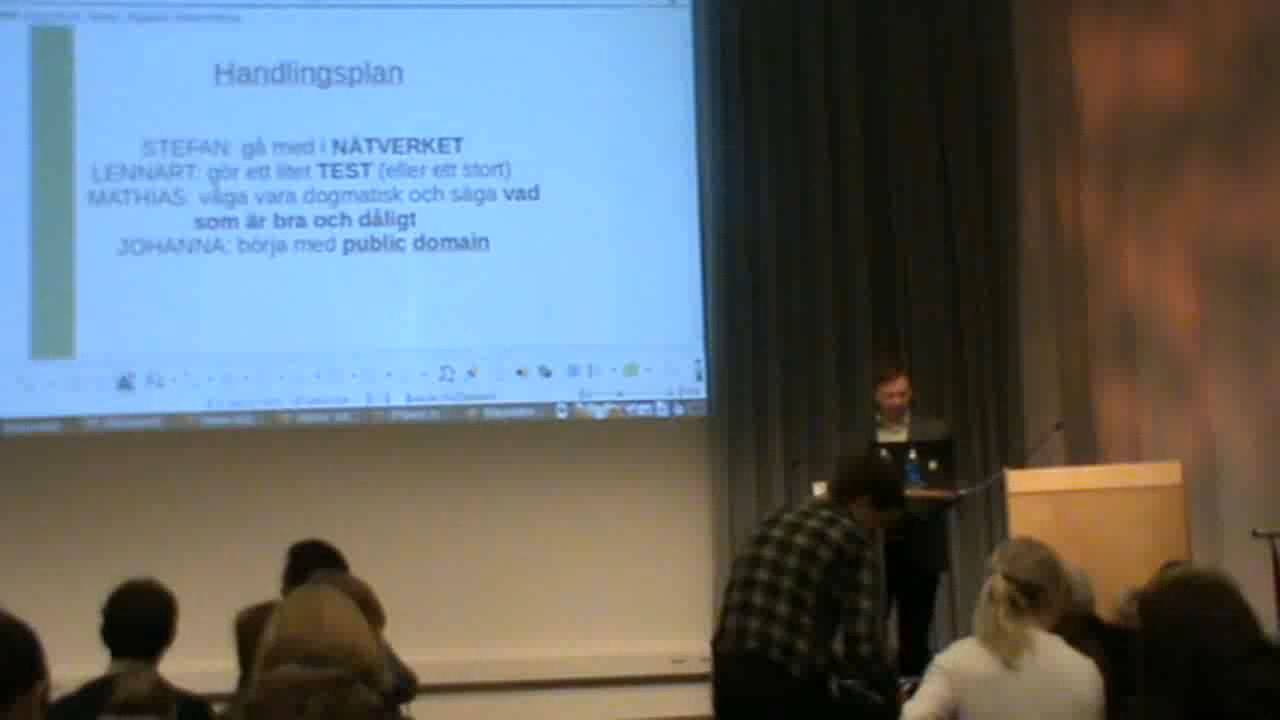 Handlingsplan
STEFAN: gå med i NÄTVERKET
LENNART: gör ett litet TEST (eller ett stort)
MATHIAS: våga vara dogmatisk och säga vad
som är bra och dåligt
JOHANNA: börja med public domain